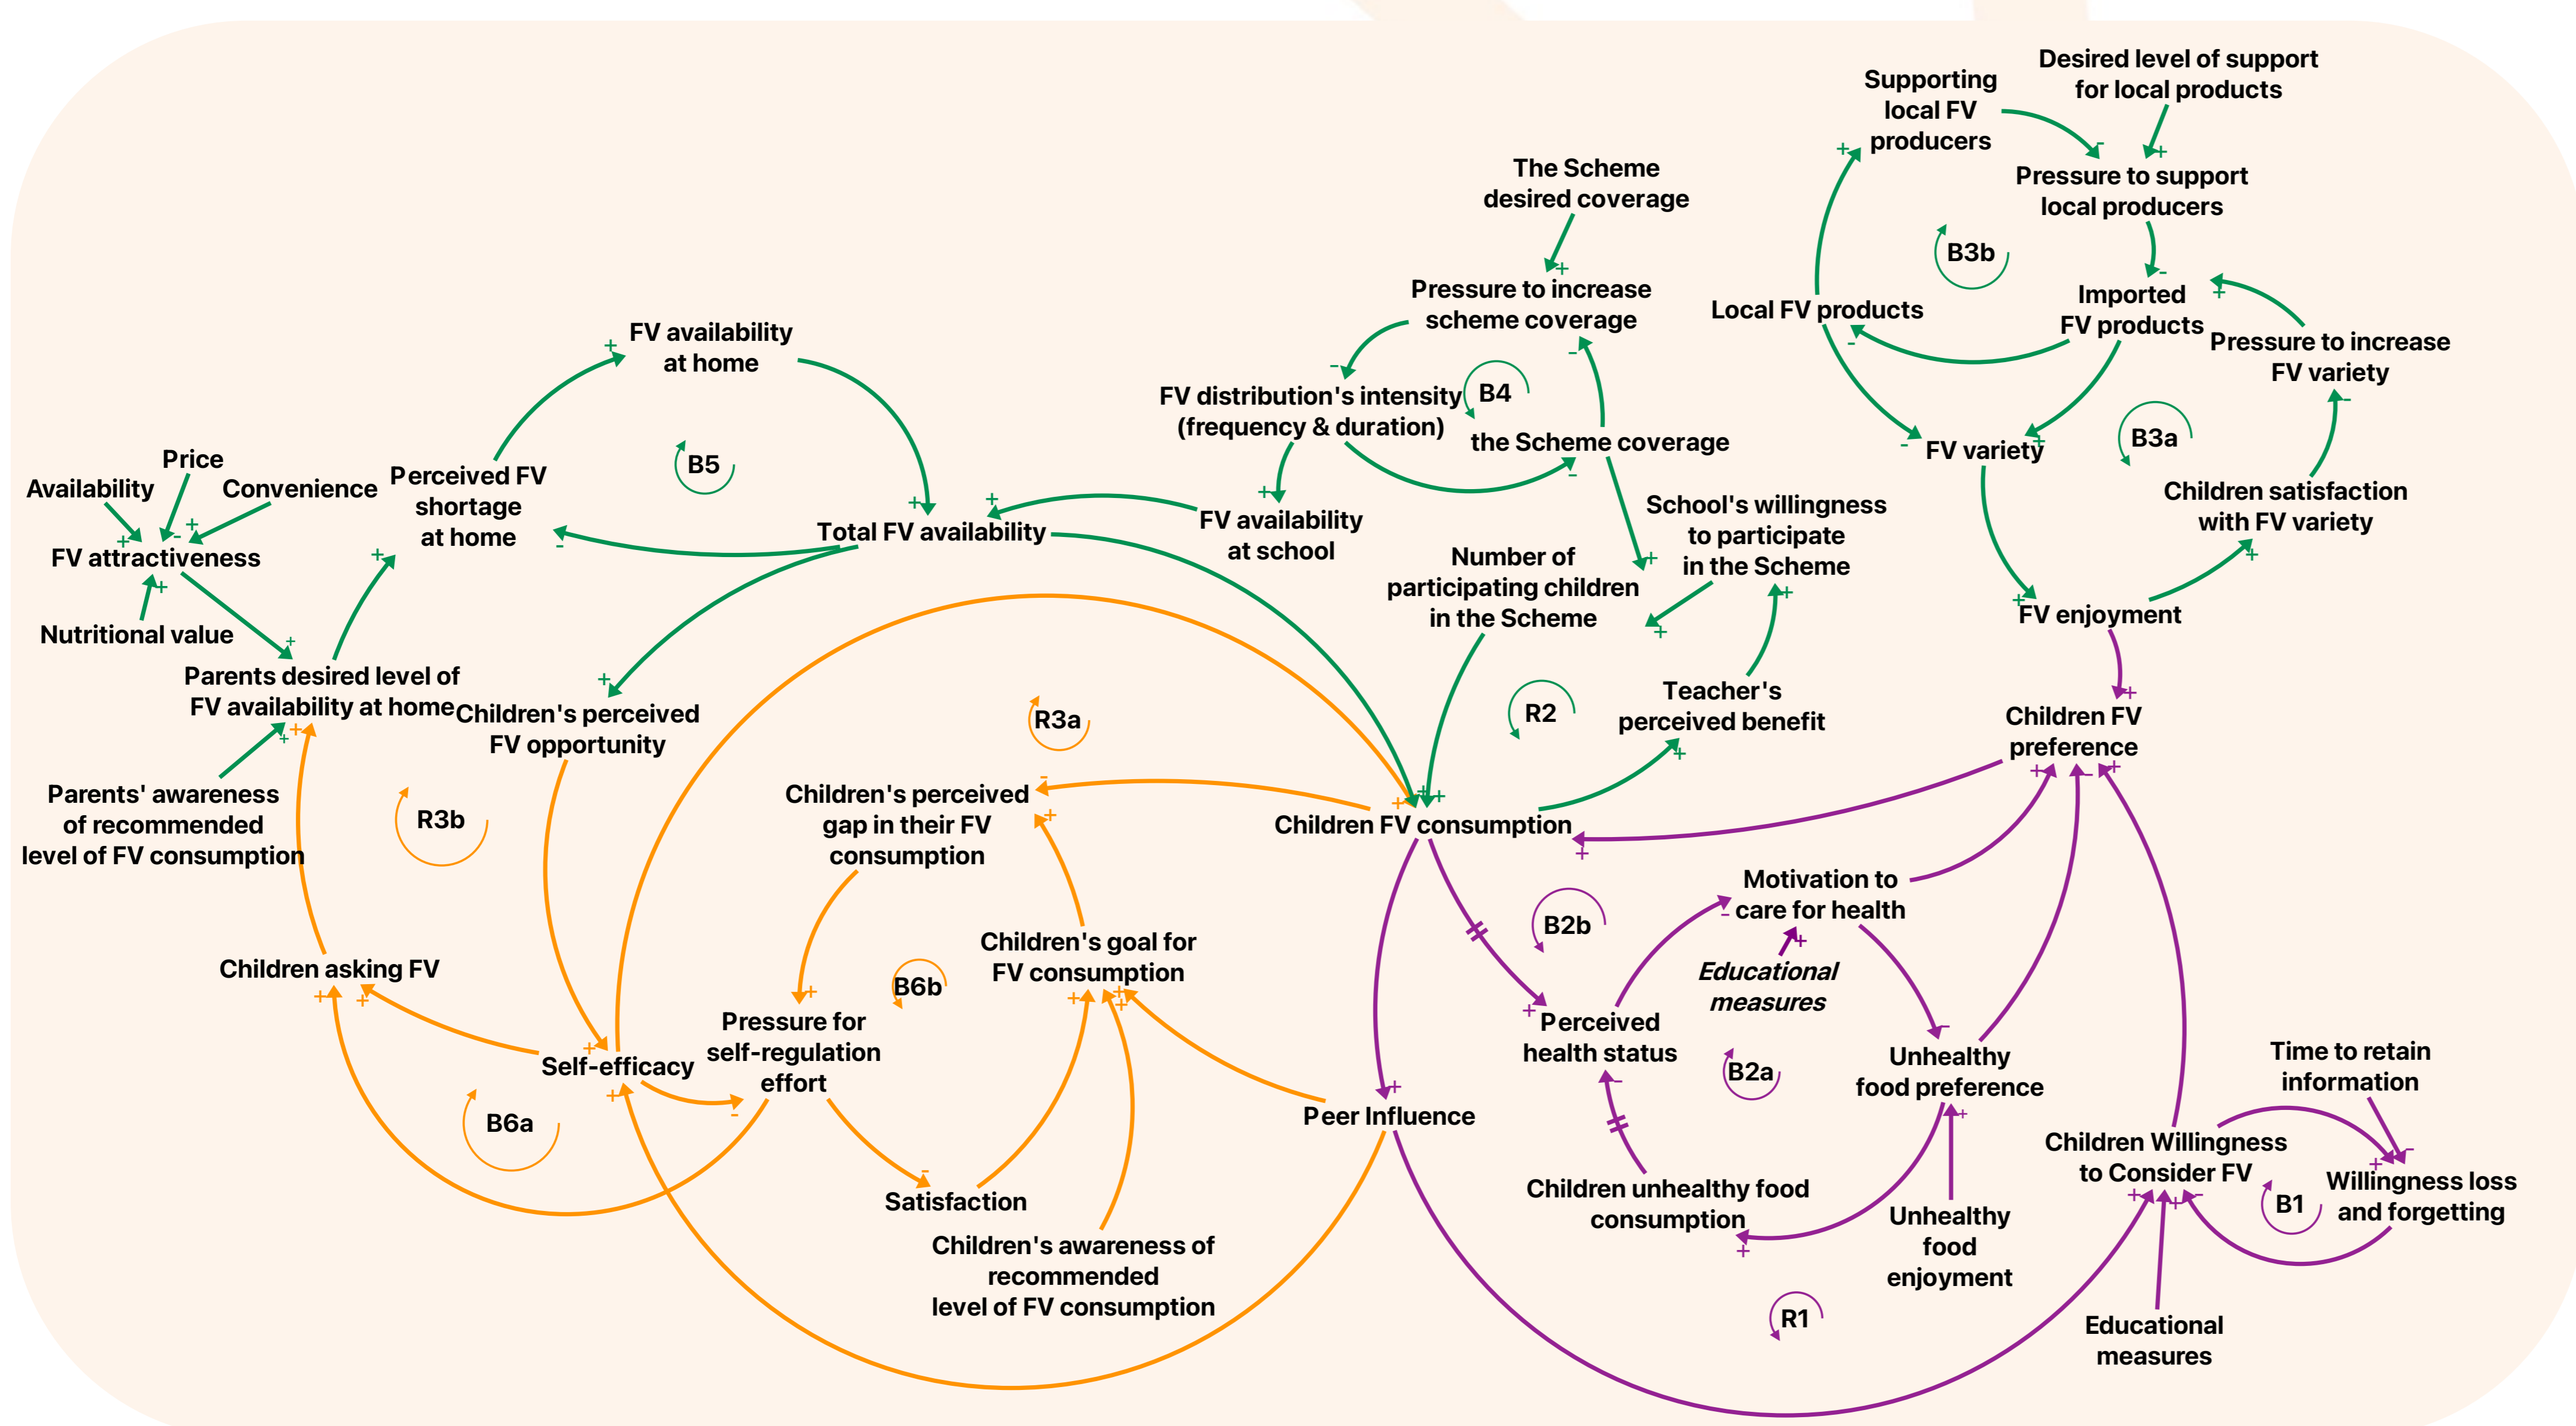 Desired level of support
for local products
Supporting
local FV
producers
Pressure to support
local producers
The Scheme
desired coverage
B3b
Pressure to increase
scheme coverage
Local FV products
Imported
FV products
Pressure to increase
FV variety
FV availability
at home
FV distribution's intensity
(frequency & duration)
B4
the Scheme coverage
FV variety
B3a
Price
Availability
Convenience
Perceived FV
shortage
at home
B5
Total FV availability
FV availability
at school
School's willingness
to participate
in the Scheme
Children satisfaction
with FV variety
FV attractiveness
Number of
participating children
in the Scheme
Nutritional value
FV enjoyment
Parents desired level of
FV availability at home
Children's perceived
FV opportunity
R3a
R2
Teacher's
perceived benefit
Children FV
preference
Parents' awareness
of recommended
level of FV consumption
R3b
Children's perceived
gap in their FV
consumption
Children FV consumption
Motivation to
care for health
B2b
Children asking FV
Children's goal for
FV consumption
B6b
Educational
measures
Pressure for
self-regulation
effort
Self-efficacy
Perceived
health status
B2a
Unhealthy
food preference
Time to retain
information
B6a
Peer Influence
Children Willingness
to Consider FV
Willingness loss
and forgetting
B1
Satisfaction
Children unhealthy food
consumption
Unhealthy
food
enjoyment
Children's awareness of
recommended
level of FV consumption
R1
Educational
measures